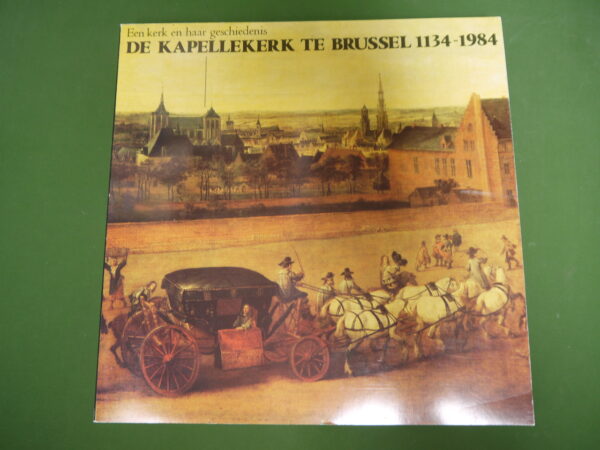 Een kerk en haar geschiedenis
DE KAPELLEKERK TE BRUSSEL 1134-1984